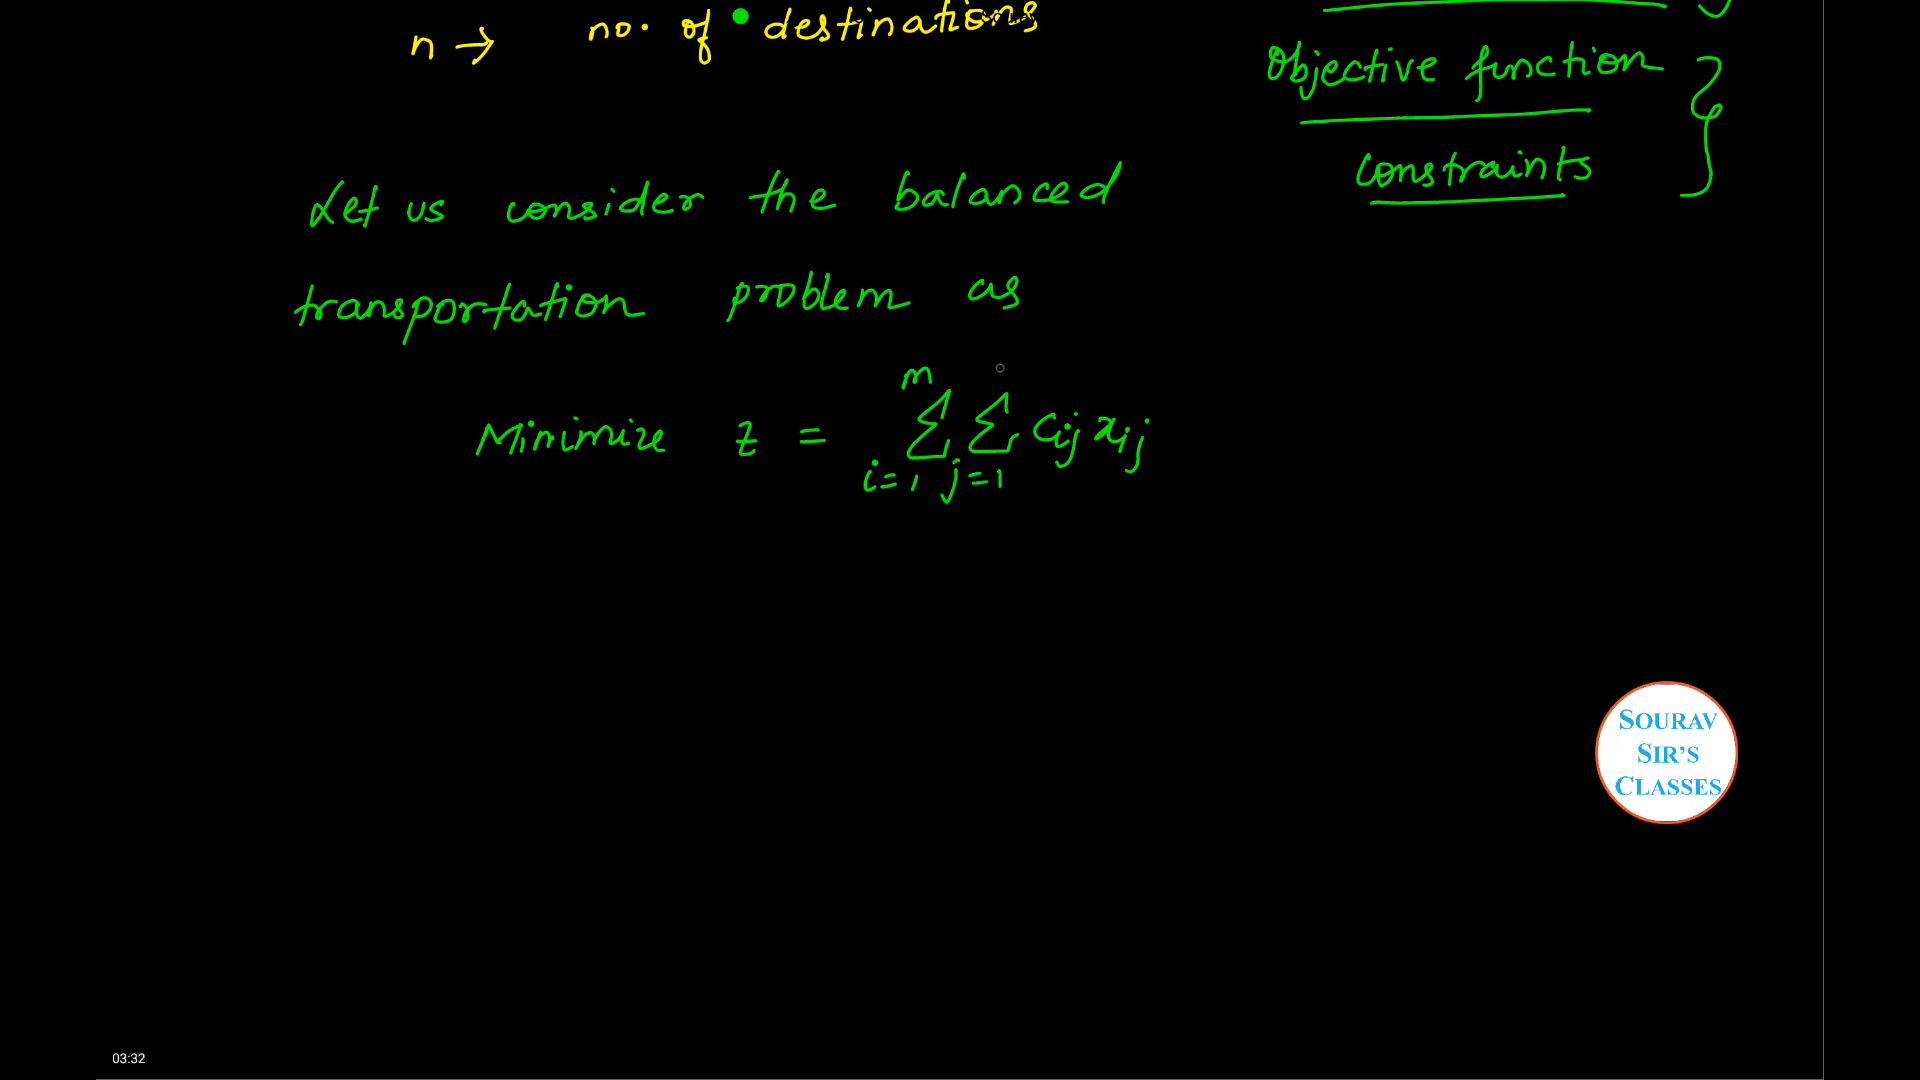 n → no. of destinations
Objective function
constraints
Let us consider the balanced
transportation problem as
m
Minimize z = ∑ ∑ cij xij
i=1 j=1
SOURAV
SIR'S
CLASSES
03:32